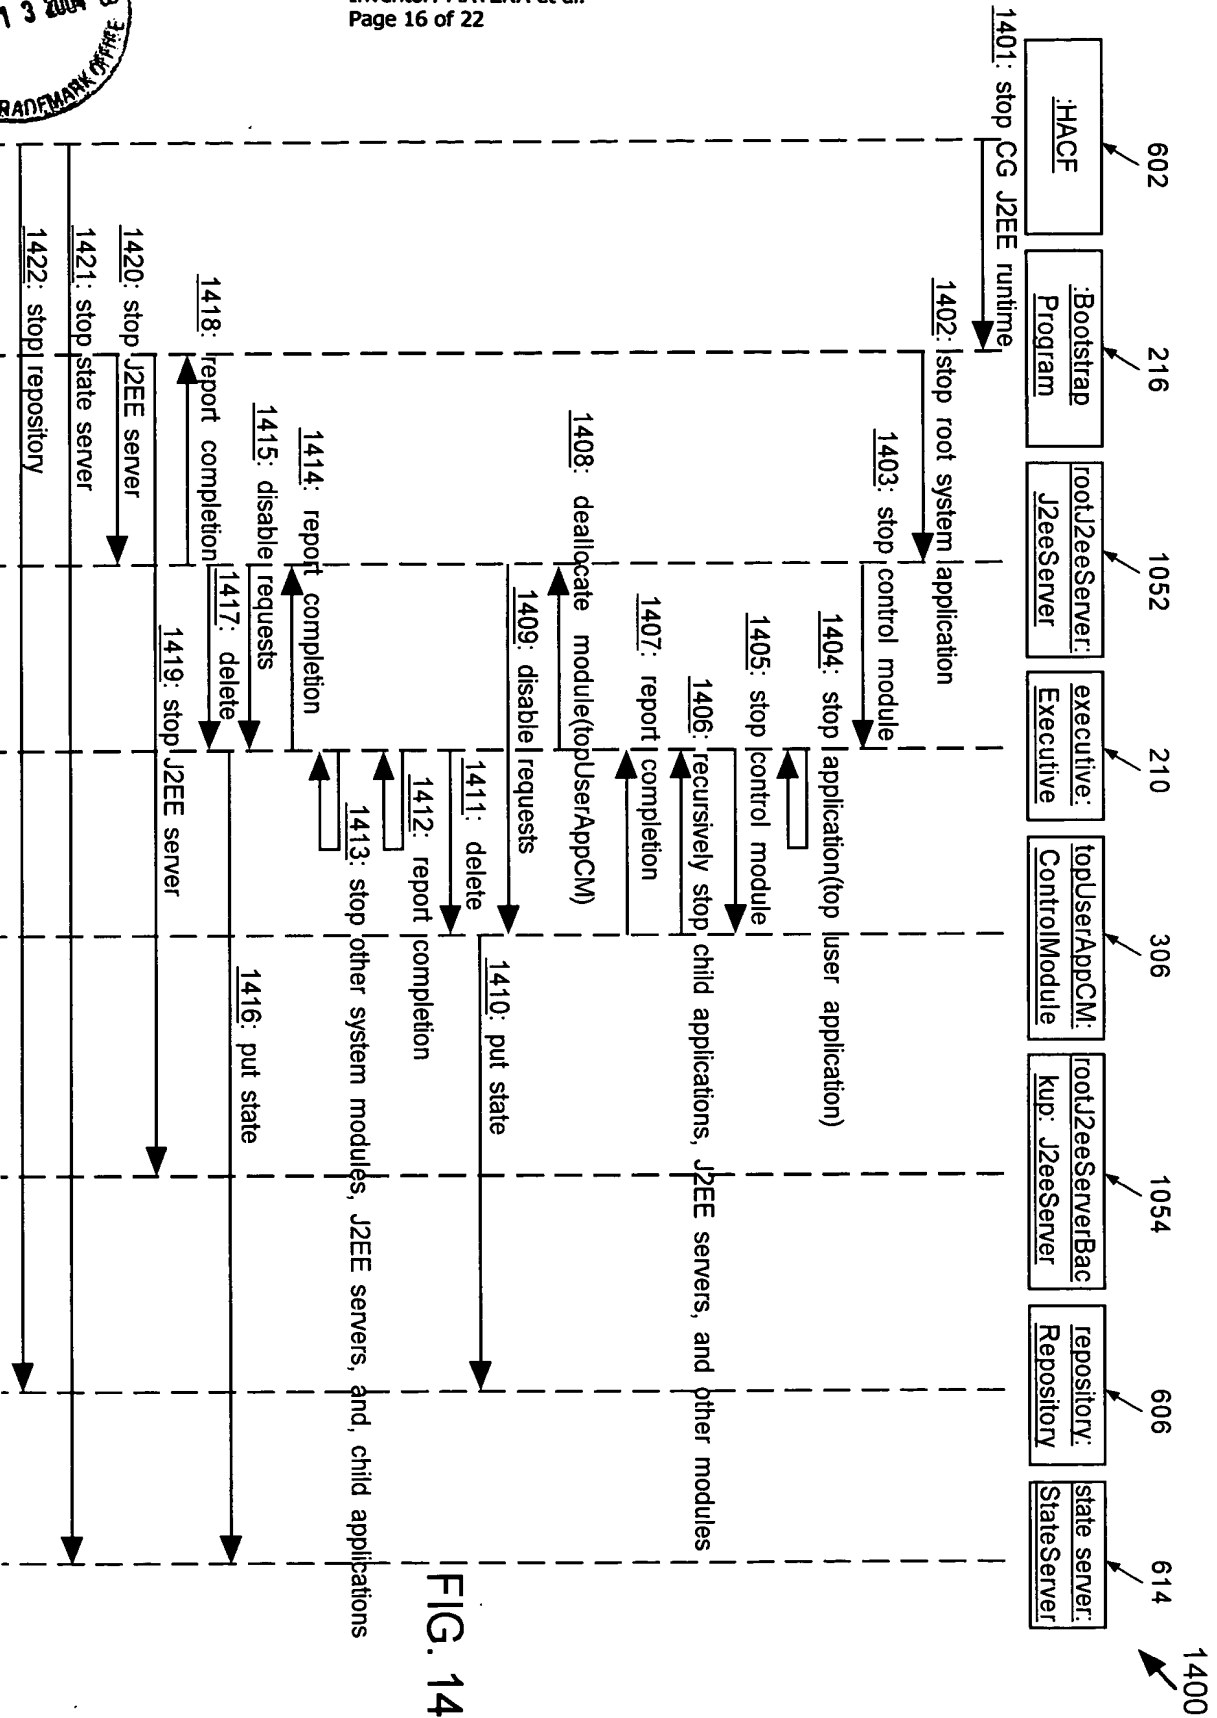 1 3 2004
TRADEMARK OFFICE
Page 16 of 22
1400
602
216
1052
210
306
1054
606
614
:HACF
:Bootstrap
Program
rootJ2eeServer:
J2eeServer
executive:
Executive
topUserAppCM:
ControlModule
rootJ2eeServerBac
kup: J2eeServer
repository:
Repository
state server:
StateServer
1401: stop CG J2EE runtime
1402: stop root system application
1403: stop control module
1404: stop application(top user application)
1405: stop control module
1406: recursively stop child applications, J2EE servers, and other modules
1407: report completion
1408: deallocate module(topUserAppCM)
1409: disable requests
1410: put state
1411: delete
1412: report completion
1413: stop other system modules, J2EE servers, and, child applications
1414: report completion
1415: disable requests
1416: put state
1417: delete
1418: report completion
1419: stop J2EE server
1420: stop J2EE server
1421: stop state server
1422: stop repository
FIG. 14